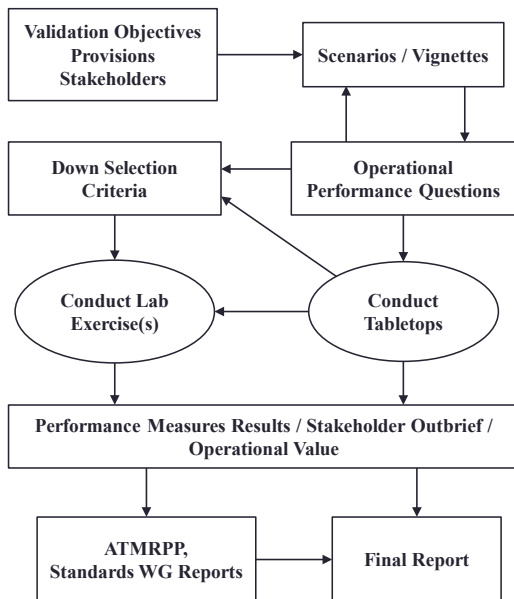 Validation Objectives
Provisions
Stakeholders
Scenarios / Vignettes
Down Selection
Criteria
Operational
Performance Questions
Conduct Lab
Exercise(s)
Conduct
Tabletops
Performance Measures Results / Stakeholder Outbrief /
Operational Value
ATMRPP,
Standards WG Reports
Final Report